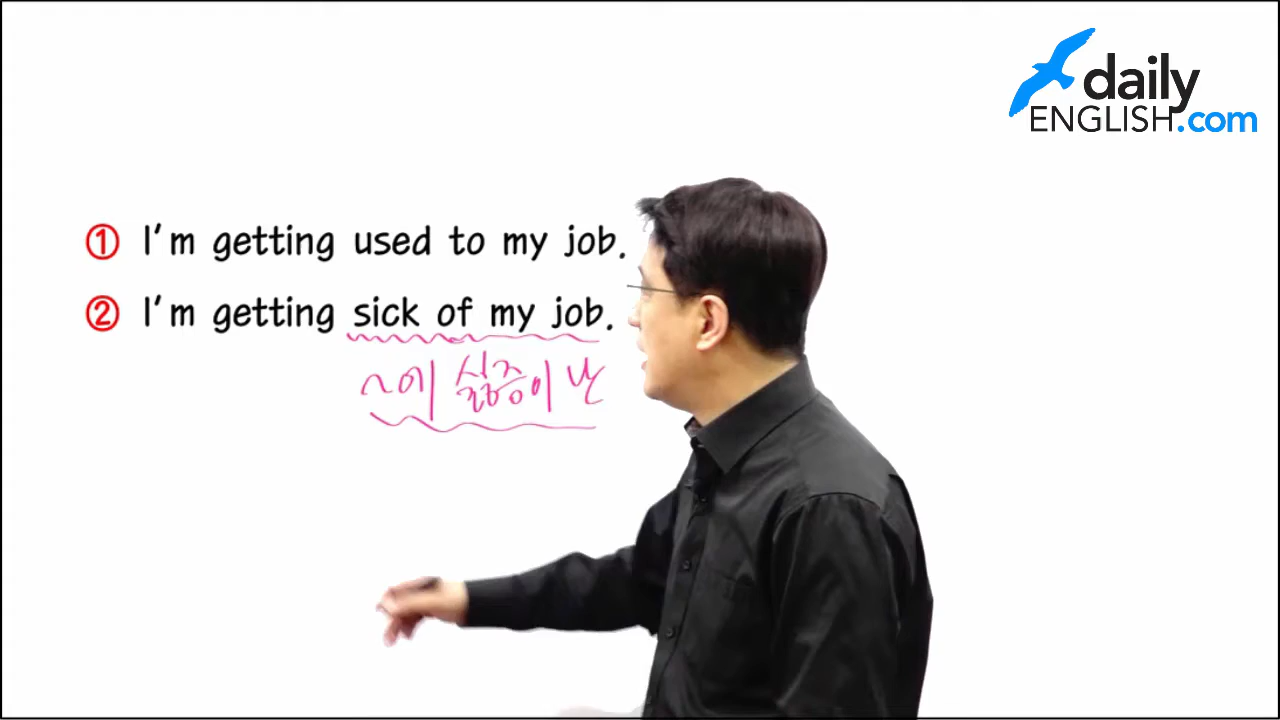 daily
ENGLISH.com
① I'm getting used to my job.
② I'm getting sick of my job.
~에 싫증이 난